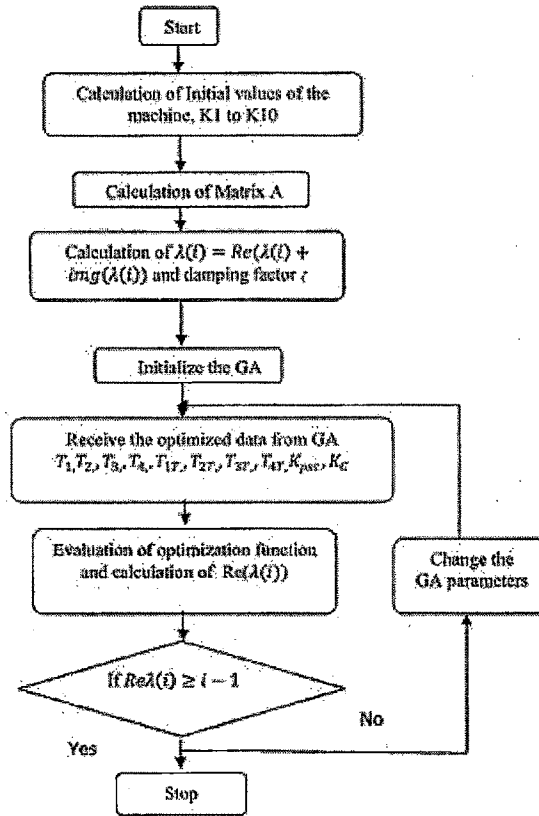 Start
Calculation of Initial values of the
machine, K1 to K10
Calculation of Matrix A
Calculation of λ(i) = Re(λ(i) +
img(λ(i)) and damping factor ζ
Initialize the GA
Receive the optimized data from GA
T₁, T₂,, T₃,, T₄,, T₁T,, T₂T,, T₃T,, T₄T, Kₚₛₛ, K_C
Evaluation of optimization function
and calculation of Re(λ(i))
Change the
GA parameters
If Reλ(i) ≥ i − 1
No
Yes
Stop